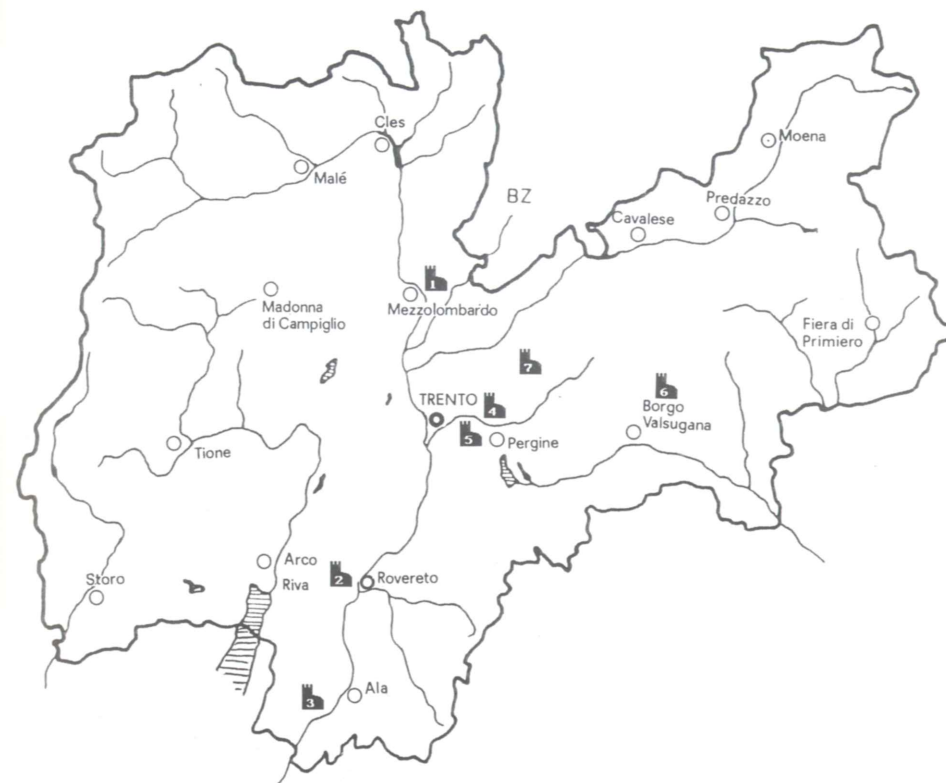 Cles
Malé
Moena
BZ
Predazzo
Cavalese
1
Madonna
di Campiglio
Mezzolombardo
Fiera di
Primiero
7
6
TRENTO
4
Borgo
Valsugana
5
Pergine
Tione
Arco
Riva
2
Rovereto
Storo
3
Ala